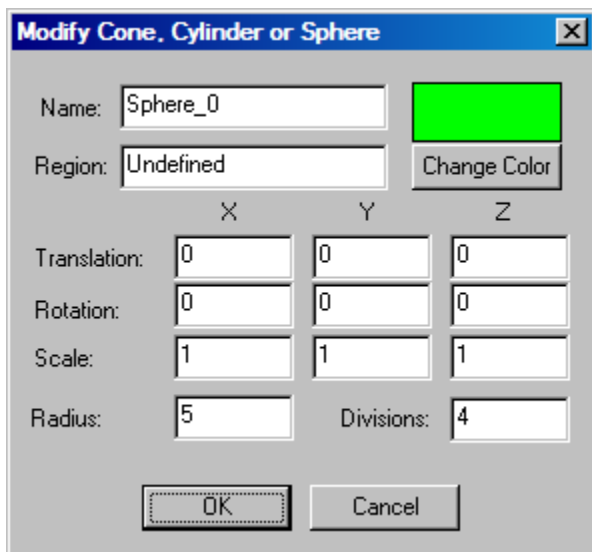 Modify Cone, Cylinder or Sphere
Name: Sphere_0
Region: Undefined Change Color
X Y Z
Translation: 0 0 0
Rotation: 0 0 0
Scale: 1 1 1
Radius: 5 Divisions: 4
OK Cancel